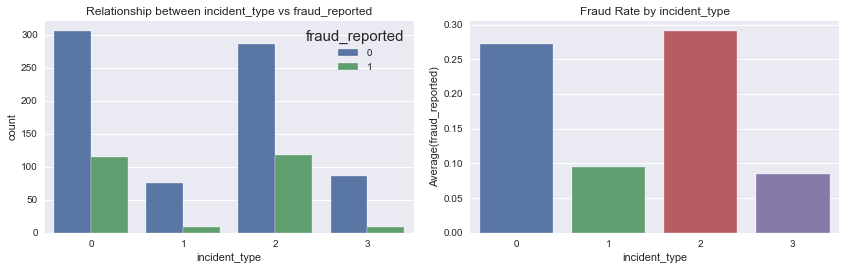 Relationship between incident_type vs fraud_reported
fraud_reported
0
1
300
250
200
150
100
50
0
count
0 1 2 3
incident_type
Fraud Rate by incident_type
0.30
0.25
0.20
0.15
0.10
0.05
0.00
Average(fraud_reported)
0 1 2 3
incident_type